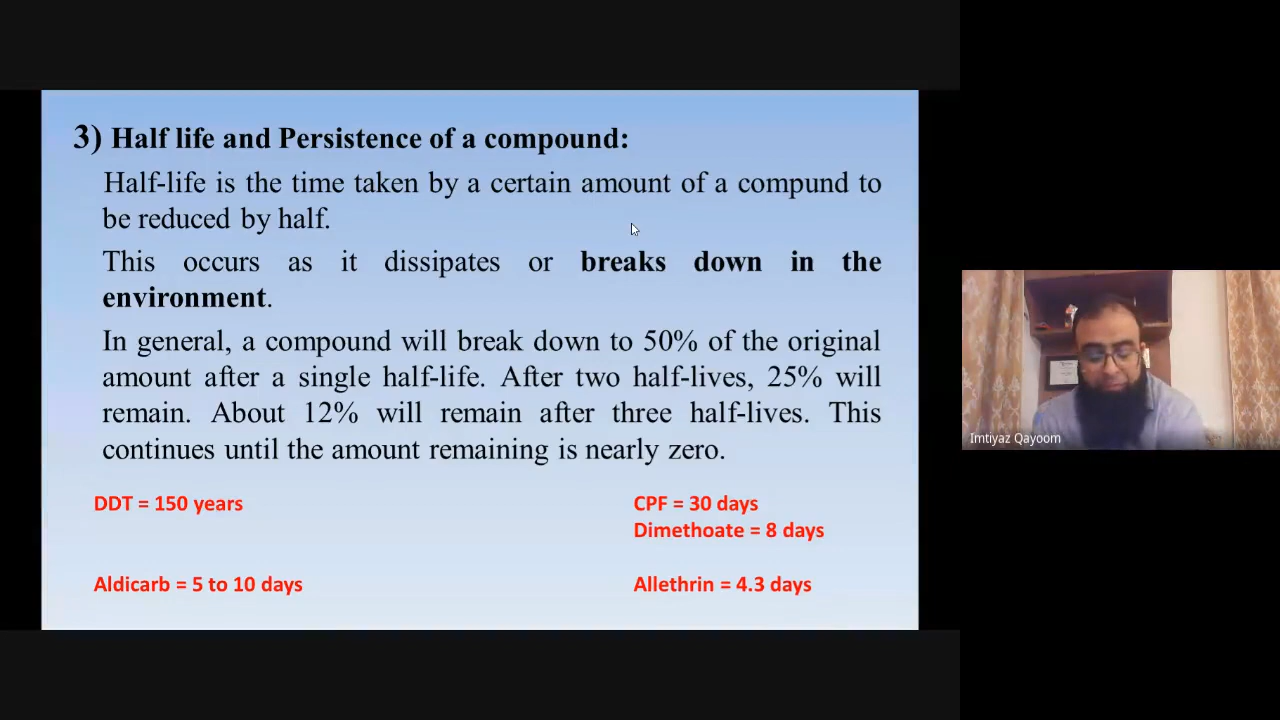 3) Half life and Persistence of a compound:
Half-life is the time taken by a certain amount of a compund to
be reduced by half.
This occurs as it dissipates or breaks down in the
environment.
In general, a compound will break down to 50% of the original
amount after a single half-life. After two half-lives, 25% will
remain. About 12% will remain after three half-lives. This
continues until the amount remaining is nearly zero.
DDT = 150 years
CPF = 30 days
Dimethoate = 8 days
Aldicarb = 5 to 10 days
Allethrin = 4.3 days
Imtiyaz Qayoom